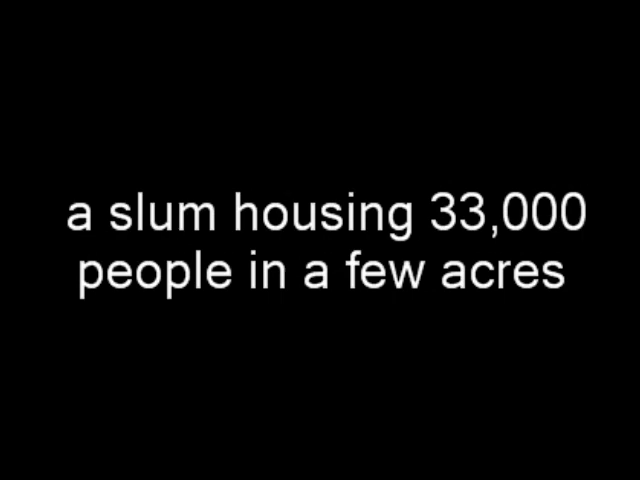 a slum housing 33,000
people in a few acres